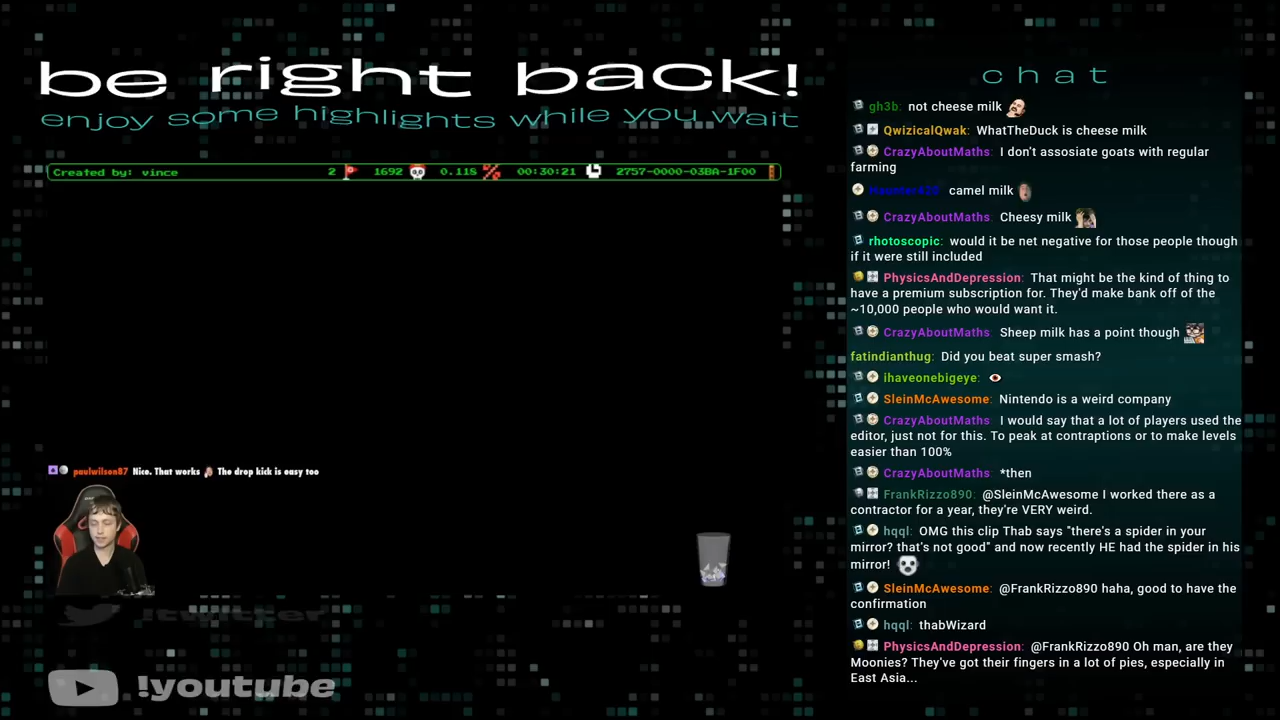 be right back!
enjoy some highlights while you wait
Created by: vince 2 1692 0.118 00:30:21 2757-0000-03BA-1F00
paulwilson87 Nice. That works The drop kick is easy too
!twitter
!youtube
chat
gh3b: not cheese milk
QwizicalQwak: WhatTheDuck is cheese milk
CrazyAboutMaths: I don't assosiate goats with regular
farming
camel milk
CrazyAboutMaths: Cheesy milk
rhotoscopic: would it be net negative for those people though
if it were still included
PhysicsAndDepression: That might be the kind of thing to
have a premium subscription for. They'd make bank off of the
~10,000 people who would want it.
CrazyAboutMaths: Sheep milk has a point though
fatindianthug: Did you beat super smash?
ihaveonebigeye:
SleinMcAwesome: Nintendo is a weird company
CrazyAboutMaths: I would say that a lot of players used the
editor, just not for this. To peak at contraptions or to make levels
easier than 100%
CrazyAboutMaths: *then
FrankRizzo890: @SleinMcAwesome I worked there as a
contractor for a year, they're VERY weird.
hqql: OMG this clip Thab says "there's a spider in your
mirror? that's not good" and now recently HE had the spider in his
mirror!
SleinMcAwesome: @FrankRizzo890 haha, good to have the
confirmation
hqql: thabWizard
PhysicsAndDepression: @FrankRizzo890 Oh man, are they
Moonies? They've got their fingers in a lot of pies, especially in
East Asia...